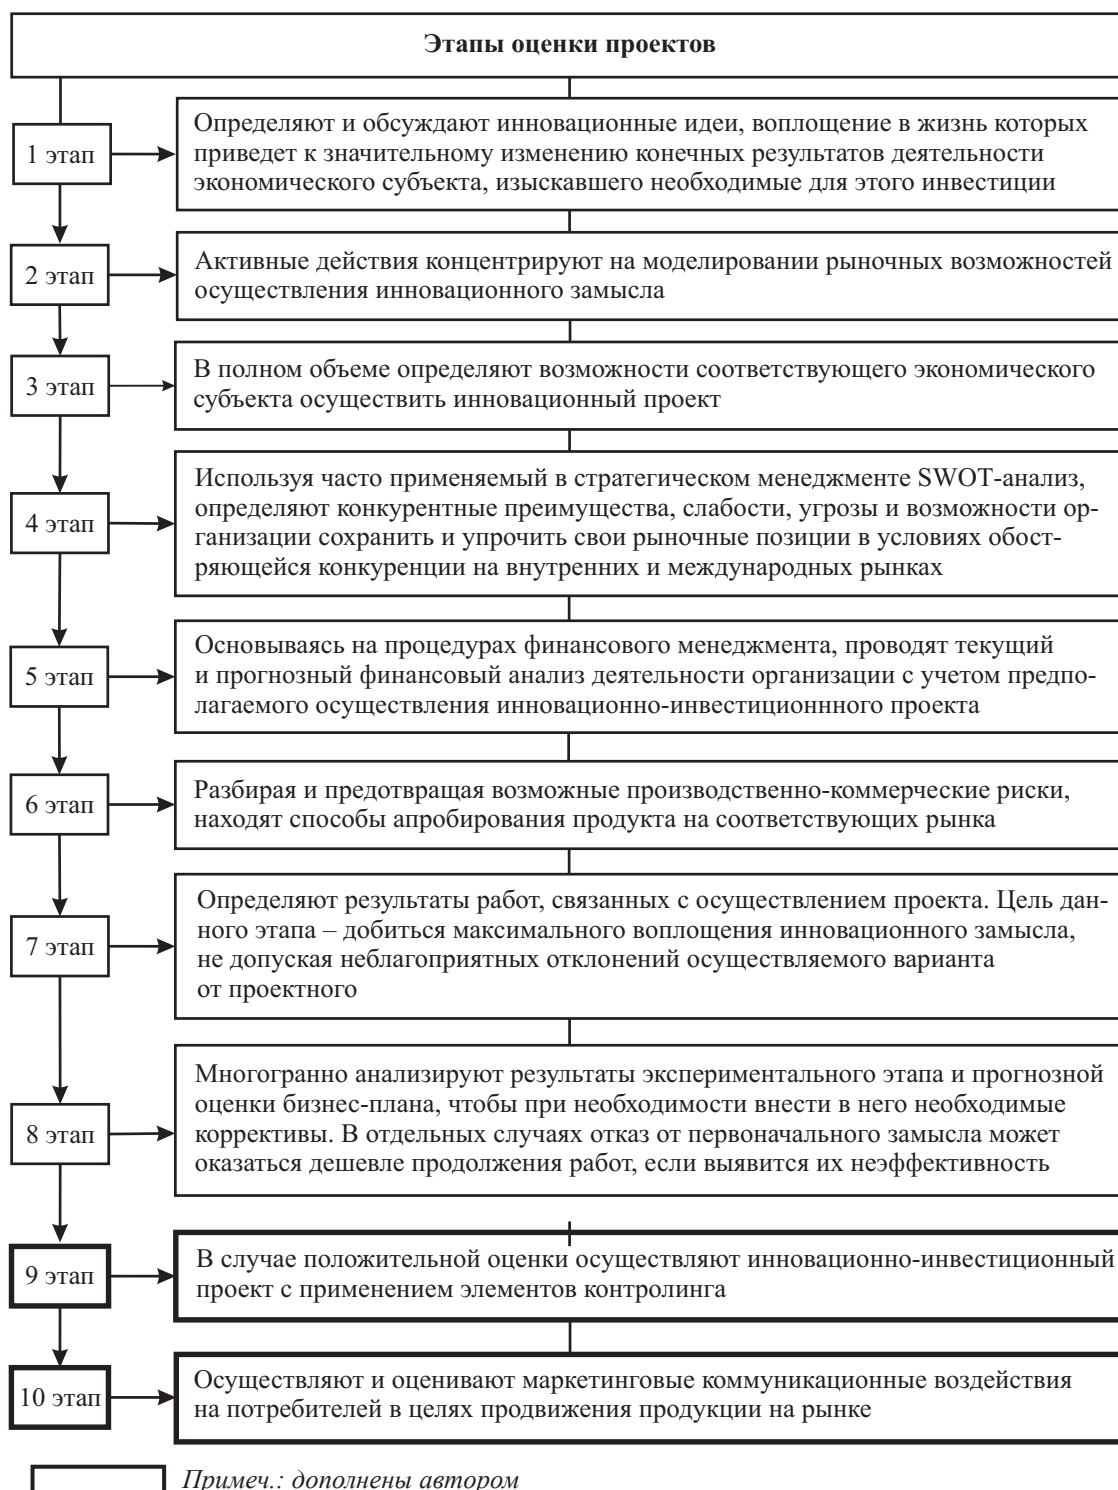 Этапы оценки проектов
1 этап
Определяют и обсуждают инновационные идеи, воплощение в жизнь которых
приведет к значительному изменению конечных результатов деятельности
экономического субъекта, изыскавшего необходимые для этого инвестиции
2 этап
Активные действия концентрируют на моделировании рыночных возможностей
осуществления инновационного замысла
3 этап
В полном объеме определяют возможности соответствующего экономического
субъекта осуществить инновационный проект
4 этап
Используя часто применяемый в стратегическом менеджменте SWOT-анализ,
определяют конкурентные преимущества, слабости, угрозы и возможности ор-
ганизации сохранить и упрочить свои рыночные позиции в условиях обост-
ряющейся конкуренции на внутренних и международных рынках
5 этап
Основываясь на процедурах финансового менеджмента, проводят текущий
и прогнозный финансовый анализ деятельности организации с учетом предпо-
лагаемого осуществления инновационно-инвестиционнного проекта
6 этап
Разбирая и предотвращая возможные производственно-коммерческие риски,
находят способы апробирования продукта на соответствующих рынка
7 этап
Определяют результаты работ, связанных с осуществлением проекта. Цель дан-
ного этапа – добиться максимального воплощения инновационного замысла,
не допуская неблагоприятных отклонений осуществляемого варианта
от проектного
8 этап
Многогранно анализируют результаты экспериментального этапа и прогнозной
оценки бизнес-плана, чтобы при необходимости внести в него необходимые
коррективы. В отдельных случаях отказ от первоначального замысла может
оказаться дешевле продолжения работ, если выявится их неэффективность
9 этап
В случае положительной оценки осуществляют инновационно-инвестиционный
проект с применением элементов контролинга
10 этап
Осуществляют и оценивают маркетинговые коммуникационные воздействия
на потребителей в целях продвижения продукции на рынке
Примеч.: дополнены автором